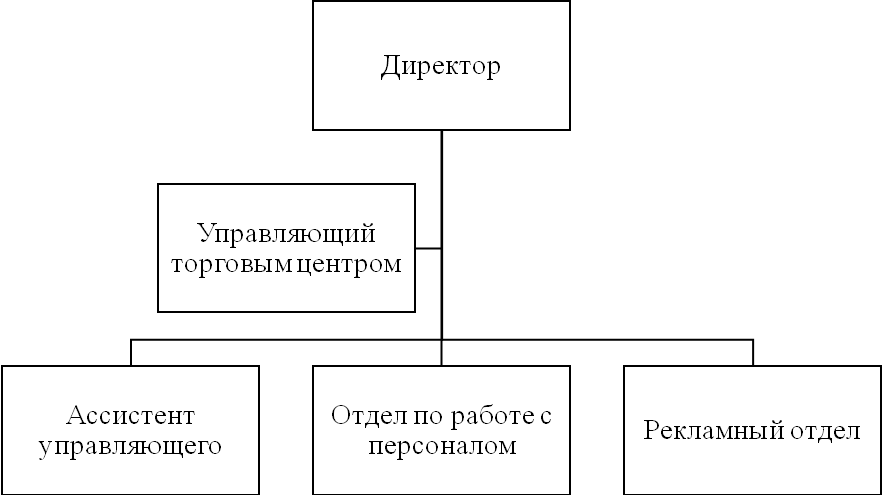 Директор
Управляющий
торговым центром
Ассистент
управляющего
Отдел по работе с
персоналом
Рекламный отдел